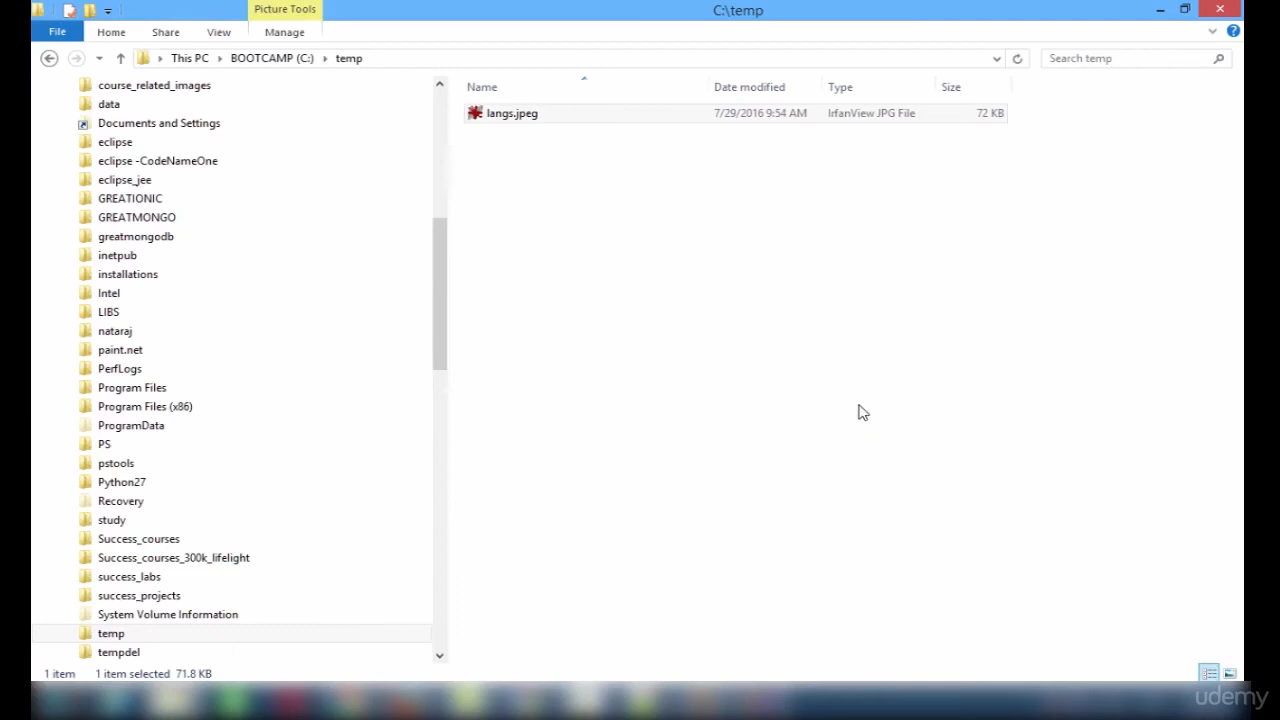 Picture Tools
C:\temp
File Home Share View Manage
This PC BOOTCAMP (C:) temp
Search temp
Name Date modified Type Size
langs.jpeg 7/29/2016 9:54 AM IrfanView JPG File 72 KB
course_related_images
data
Documents and Settings
eclipse
eclipse -CodeNameOne
eclipse_jee
GREATIONIC
GREATMONGO
greatmongodb
inetpub
installations
Intel
LIBS
nataraj
paint.net
PerfLogs
Program Files
Program Files (x86)
ProgramData
PS
pstools
Python27
Recovery
study
Success_courses
Success_courses_300k_lifelight
success_labs
success_projects
System Volume Information
temp
tempdel
1 item 1 item selected 71.8 KB
udemy